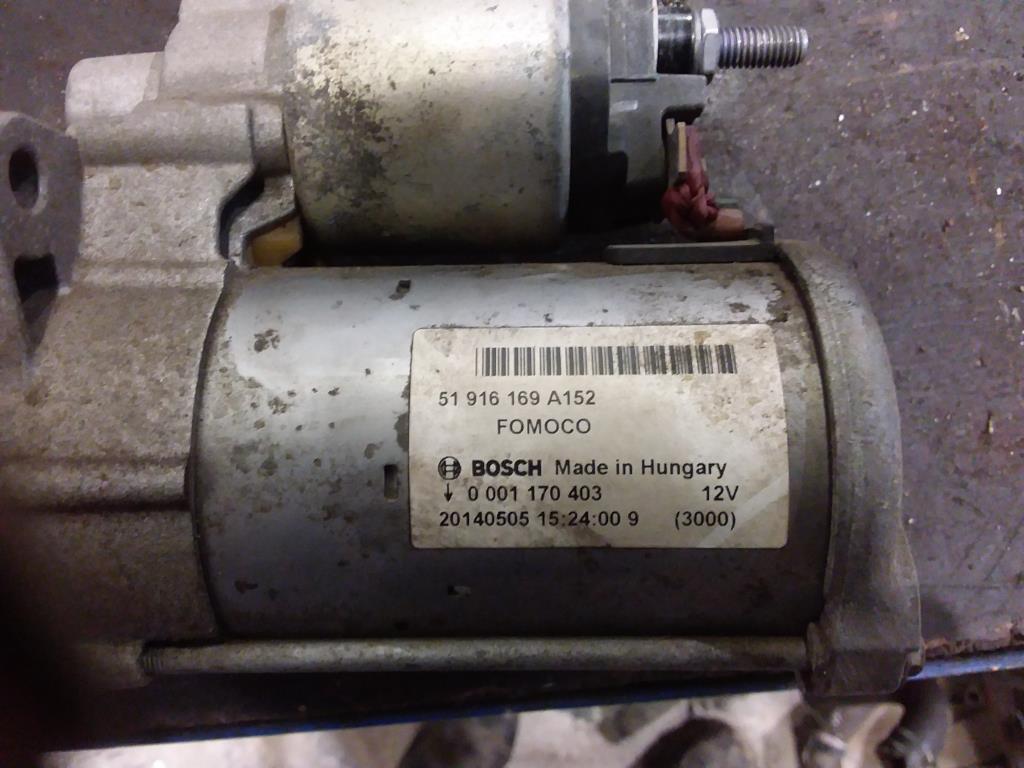 51 916 169 A152
FOMOCO
BOSCH Made in Hungary
↓ 0 001 170 403 12V
20140505 15:24:00 9 (3000)